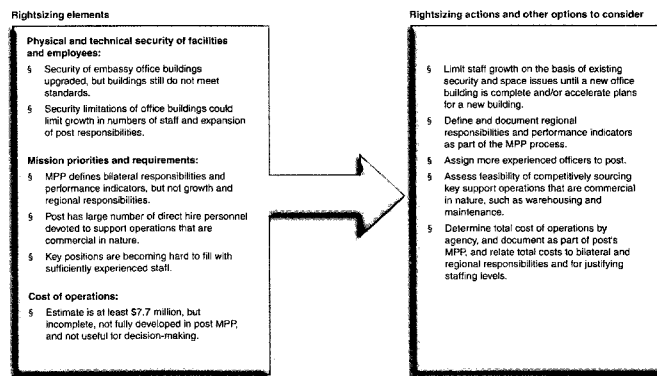 Rightsizing elements
Physical and technical security of facilities
and employees:
§ Security of embassy office buildings
upgraded, but buildings still do not meet
standards.
§ Security limitations of office buildings could
limit growth in numbers of staff and expansion
of post responsibilities.
Mission priorities and requirements:
§ MPP defines bilateral responsibilities and
performance indicators, but not growth and
regional responsibilities.
§ Post has large number of direct hire personnel
devoted to support operations that are
commercial in nature.
§ Key positions are becoming hard to fill with
sufficiently experienced staff.
Cost of operations:
§ Estimate is at least $7.7 million, but
incomplete, not fully developed in post MPP,
and not useful for decision-making.
Rightsizing actions and other options to consider
§ Limit staff growth on the basis of existing
security and space issues until a new office
building is complete and/or accelerate plans
for a new building.
§ Define and document regional
responsibilities and performance indicators
as part of the MPP process.
§ Assign more experienced officers to post.
§ Assess feasibility of competitively sourcing
key support operations that are commercial
in nature, such as warehousing and
maintenance.
§ Determine total cost of operations by
agency, and document as part of post's
MPP, and relate total costs to bilateral and
regional responsibilities and for justifying
staffing levels.